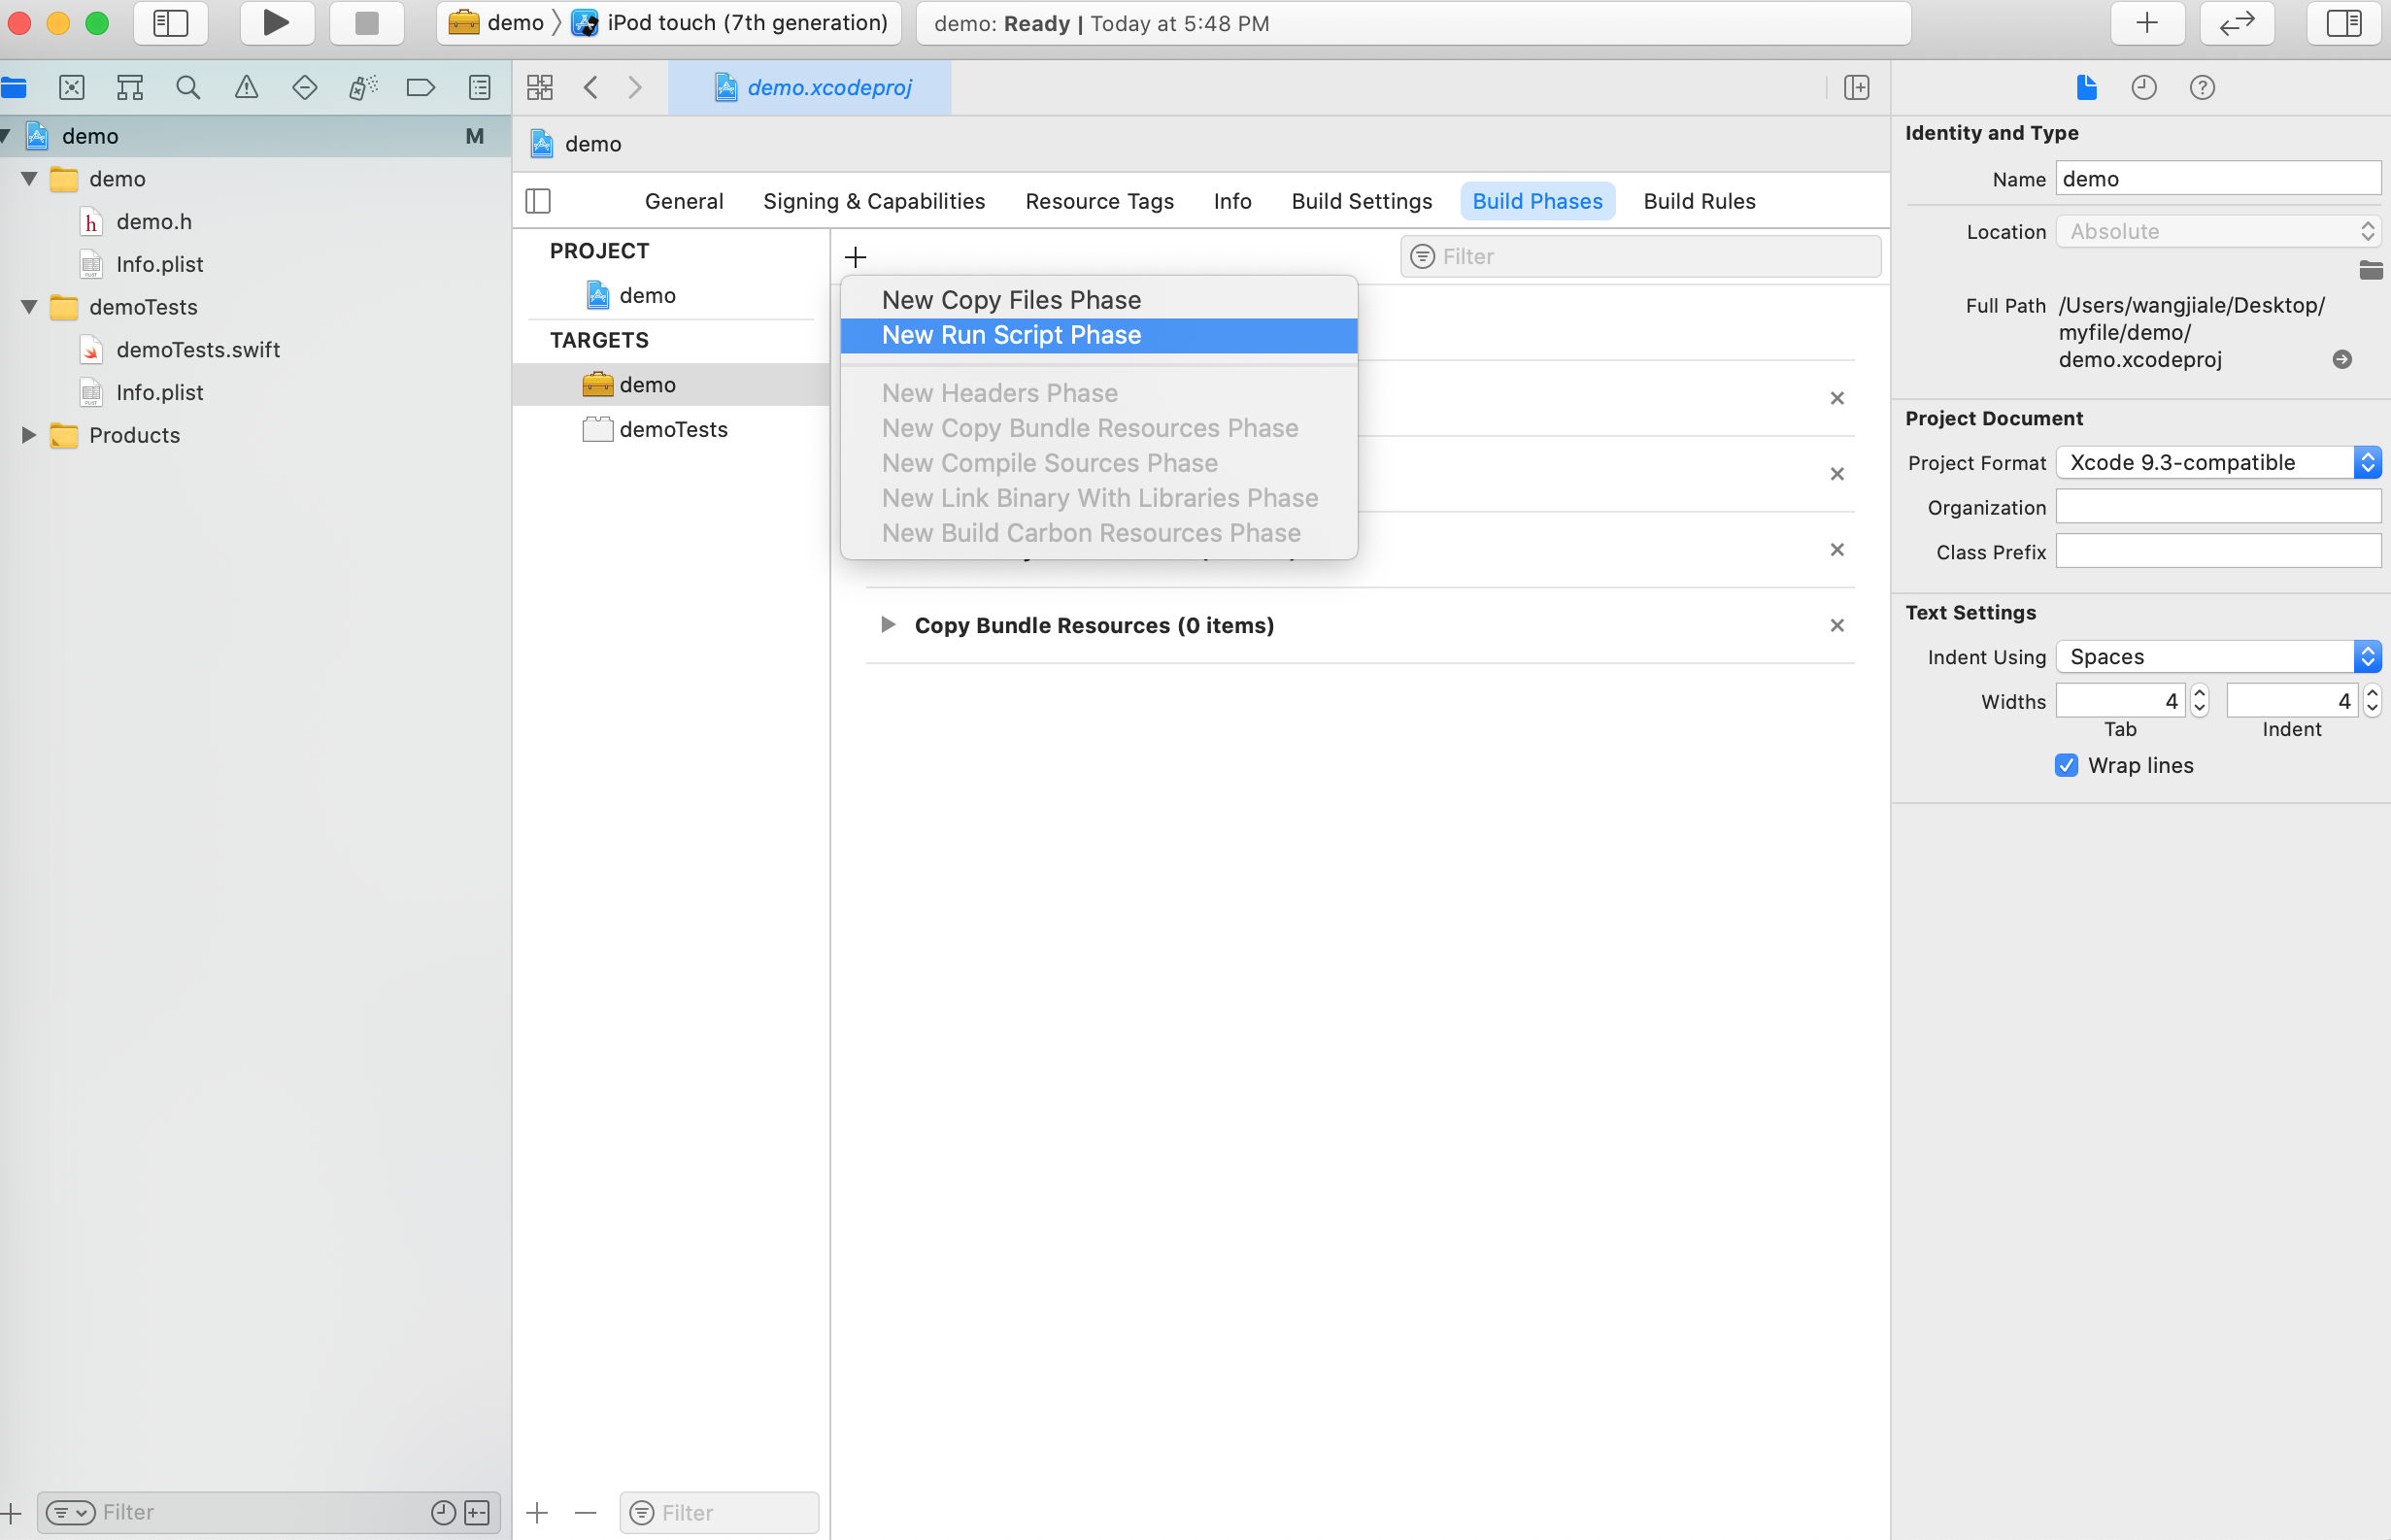 demo
iPod touch (7th generation)
demo: Ready | Today at 5:48 PM
demo.xcodeproj
demo
M
demo
demo.h
Info.plist
demoTests
demoTests.swift
Info.plist
Products
Filter
demo
General
Signing & Capabilities
Resource Tags
Info
Build Settings
Build Phases
Build Rules
PROJECT
demo
TARGETS
demo
demoTests
Filter
Filter
New Copy Files Phase
New Run Script Phase
New Headers Phase
New Copy Bundle Resources Phase
New Compile Sources Phase
New Link Binary With Libraries Phase
New Build Carbon Resources Phase
Copy Bundle Resources (0 items)
Identity and Type
Name demo
Location Absolute
Full Path /Users/wangjiale/Desktop/
myfile/demo/
demo.xcodeproj
Project Document
Project Format Xcode 9.3-compatible
Organization
Class Prefix
Text Settings
Indent Using Spaces
Widths 4 4
Tab Indent
Wrap lines